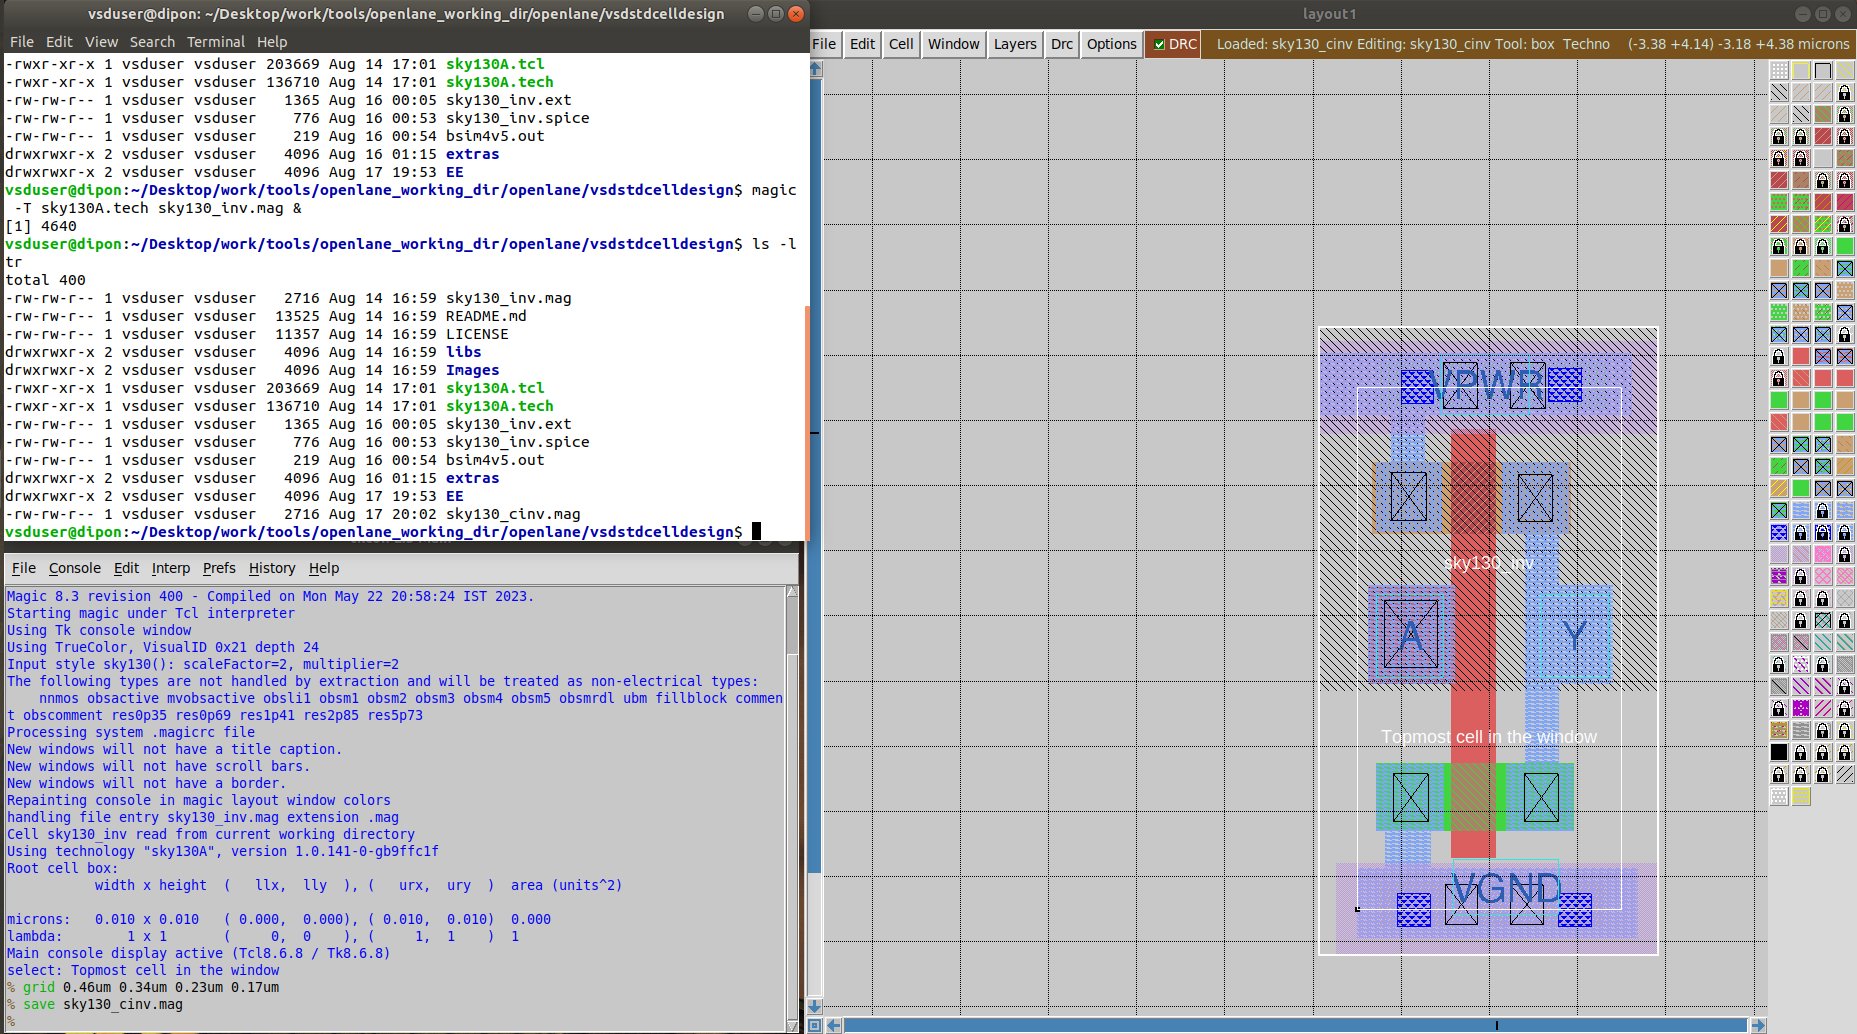 vsduser@dipon: ~/Desktop/work/tools/openlane_working_dir/openlane/vsdstdcelldesign
File Edit View Search Terminal Help
-rwxr-xr-x 1 vsduser vsduser 203669 Aug 14 17:01 sky130A.tcl
-rwxr-xr-x 1 vsduser vsduser 136710 Aug 14 17:01 sky130A.tech
-rw-rw-r-- 1 vsduser vsduser   1365 Aug 16 00:05 sky130_inv.ext
-rw-rw-r-- 1 vsduser vsduser    776 Aug 16 00:53 sky130_inv.spice
-rw-rw-r-- 1 vsduser vsduser    219 Aug 16 00:54 bsim4v5.out
drwxrwxr-x 2 vsduser vsduser   4096 Aug 16 01:15 extras
drwxrwxr-x 2 vsduser vsduser   4096 Aug 17 19:53 EE
vsduser@dipon:~/Desktop/work/tools/openlane_working_dir/openlane/vsdstdcelldesign$ magic
 -T sky130A.tech sky130_inv.mag &
[1] 4640
vsduser@dipon:~/Desktop/work/tools/openlane_working_dir/openlane/vsdstdcelldesign$ ls -l
tr
total 400
-rw-rw-r-- 1 vsduser vsduser   2716 Aug 14 16:59 sky130_inv.mag
-rw-rw-r-- 1 vsduser vsduser  13525 Aug 14 16:59 README.md
-rw-rw-r-- 1 vsduser vsduser  11357 Aug 14 16:59 LICENSE
drwxrwxr-x 2 vsduser vsduser   4096 Aug 14 16:59 libs
drwxrwxr-x 2 vsduser vsduser   4096 Aug 14 16:59 Images
-rwxr-xr-x 1 vsduser vsduser 203669 Aug 14 17:01 sky130A.tcl
-rwxr-xr-x 1 vsduser vsduser 136710 Aug 14 17:01 sky130A.tech
-rw-rw-r-- 1 vsduser vsduser   1365 Aug 16 00:05 sky130_inv.ext
-rw-rw-r-- 1 vsduser vsduser    776 Aug 16 00:53 sky130_inv.spice
-rw-rw-r-- 1 vsduser vsduser    219 Aug 16 00:54 bsim4v5.out
drwxrwxr-x 2 vsduser vsduser   4096 Aug 16 01:15 extras
drwxrwxr-x 2 vsduser vsduser   4096 Aug 17 19:53 EE
-rw-rw-r-- 1 vsduser vsduser   2716 Aug 17 20:02 sky130_cinv.mag
vsduser@dipon:~/Desktop/work/tools/openlane_working_dir/openlane/vsdstdcelldesign$
File Console Edit Interp Prefs History Help
Magic 8.3 revision 400 - Compiled on Mon May 22 20:58:24 IST 2023.
Starting magic under Tcl interpreter
Using Tk console window
Using TrueColor, VisualID 0x21 depth 24
Input style sky130(): scaleFactor=2, multiplier=2
The following types are not handled by extraction and will be treated as non-electrical types:
    nnmos obsactive mvobsactive obsli1 obsm1 obsm2 obsm3 obsm4 obsm5 obsmrdl ubm fillblock commen
t obscomment res0p35 res0p69 res1p41 res2p85 res5p73
Processing system .magicrc file
New windows will not have a title caption.
New windows will not have scroll bars.
New windows will not have a border.
Repainting console in magic layout window colors
handling file entry sky130_inv.mag extension .mag
Cell sky130_inv read from current working directory
Using technology "sky130A", version 1.0.141-0-gb9ffc1f
Root cell box:
           width x height  (   llx,  lly  ), (   urx,  ury  )  area (units^2)
microns:   0.010 x 0.010   ( 0.000,  0.000), ( 0.010,  0.010)  0.000
lambda:        1 x 1       (     0,  0    ), (     1,  1    )  1
Main console display active (Tcl8.6.8 / Tk8.6.8)
select: Topmost cell in the window
% grid 0.46um 0.34um 0.23um 0.17um
% save sky130_cinv.mag
%
layout1
File Edit Cell Window Layers Drc Options DRC Loaded: sky130_cinv Editing: sky130_cinv Tool: box Techno (-3.38 +4.14) -3.18 +4.38 microns
VPWR
sky130_inv
A Y
Topmost cell in the window
VGND